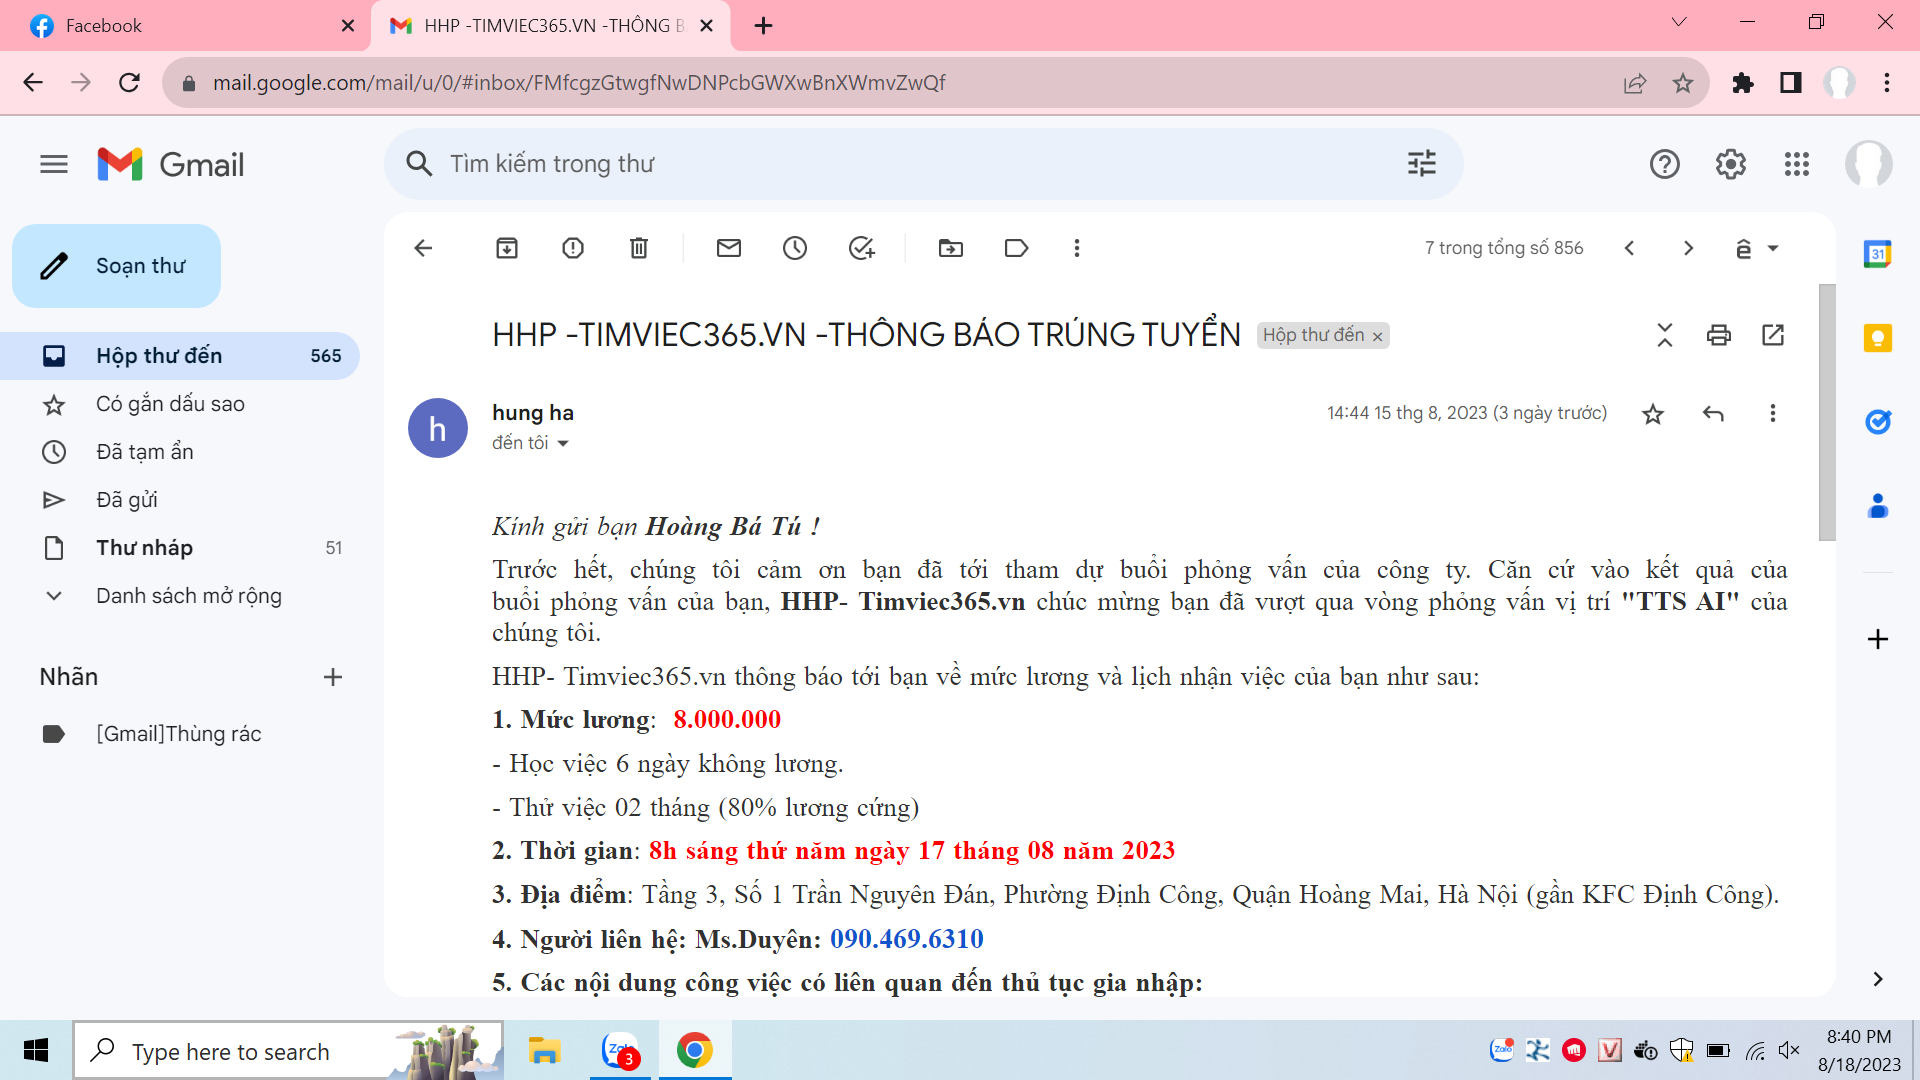 Facebook
HHP -TIMVIEC365.VN -THÔNG B
mail.google.com/mail/u/0/#inbox/FMfcgzGtwgfNwDNPcbGWXwBnXWmvZwQf
Gmail
Tìm kiếm trong thư
Soạn thư
7 trong tổng số 856
ê
31
HHP -TIMVIEC365.VN -THÔNG BÁO TRÚNG TUYỂN
Hộp thư đến ×
Hộp thư đến 565
Có gắn dấu sao
Đã tạm ẩn
Đã gửi
Thư nháp 51
Danh sách mở rộng
Nhãn
[Gmail]Thùng rác
h
hung ha
14:44 15 thg 8, 2023 (3 ngày trước)
đến tôi
Kính gửi bạn Hoàng Bá Tú !
Trước hết, chúng tôi cảm ơn bạn đã tới tham dự buổi phỏng vấn của công ty. Căn cứ vào kết quả của
buổi phỏng vấn của bạn, HHP- Timviec365.vn chúc mừng bạn đã vượt qua vòng phỏng vấn vị trí "TTS AI" của
chúng tôi.
HHP- Timviec365.vn thông báo tới bạn về mức lương và lịch nhận việc của bạn như sau:
1. Mức lương: 8.000.000
- Học việc 6 ngày không lương.
- Thử việc 02 tháng (80% lương cứng)
2. Thời gian: 8h sáng thứ năm ngày 17 tháng 08 năm 2023
3. Địa điểm: Tầng 3, Số 1 Trần Nguyên Đán, Phường Định Công, Quận Hoàng Mai, Hà Nội (gần KFC Định Công).
4. Người liên hệ: Ms.Duyên: 090.469.6310
5. Các nội dung công việc có liên quan đến thủ tục gia nhập:
Type here to search
Zalo
3
Zalo
V
8:40 PM
8/18/2023